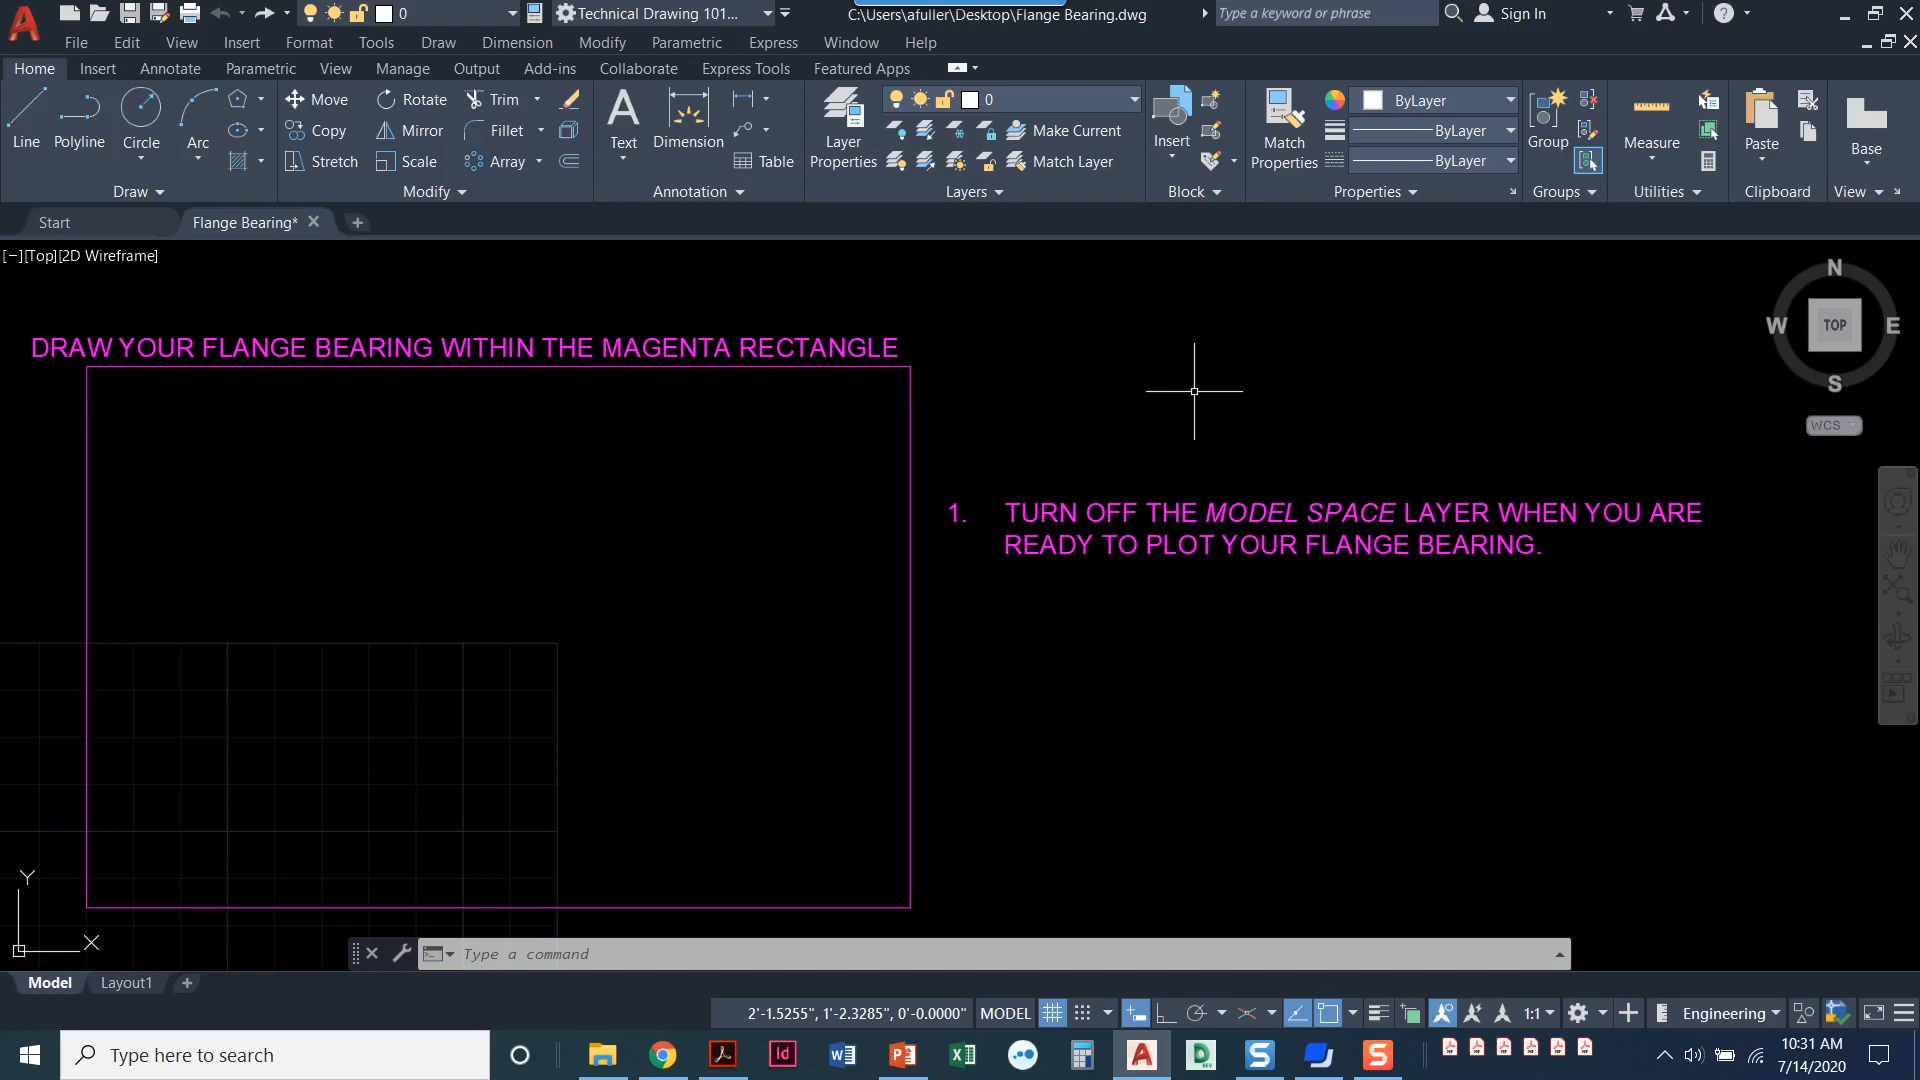 0
Technical Drawing 101...
C:\Users\afuller\Desktop\Flange Bearing.dwg
Type a keyword or phrase
Sign In
File Edit View Insert Format Tools Draw Dimension Modify Parametric Express Window Help
Home Insert Annotate Parametric View Manage Output Add-ins Collaborate Express Tools Featured Apps
Line Polyline Circle Arc
Move Rotate Trim
Copy Mirror Fillet
Stretch Scale Array
Text Dimension
Table
Layer Properties
0
Make Current
Match Layer
Insert
Match Properties
ByLayer
ByLayer
ByLayer
Group
Measure
Paste
Base
Draw Modify Annotation Layers Block Properties Groups Utilities Clipboard View
Start Flange Bearing*
[−][Top][2D Wireframe]
N
W TOP E
S
WCS
DRAW YOUR FLANGE BEARING WITHIN THE MAGENTA RECTANGLE
1. TURN OFF THE MODEL SPACE LAYER WHEN YOU ARE
READY TO PLOT YOUR FLANGE BEARING.
Y
X
Type a command
Model Layout1
2'-1.5255", 1'-2.3285", 0'-0.0000" MODEL 1:1 Engineering
Type here to search
10:31 AM
7/14/2020